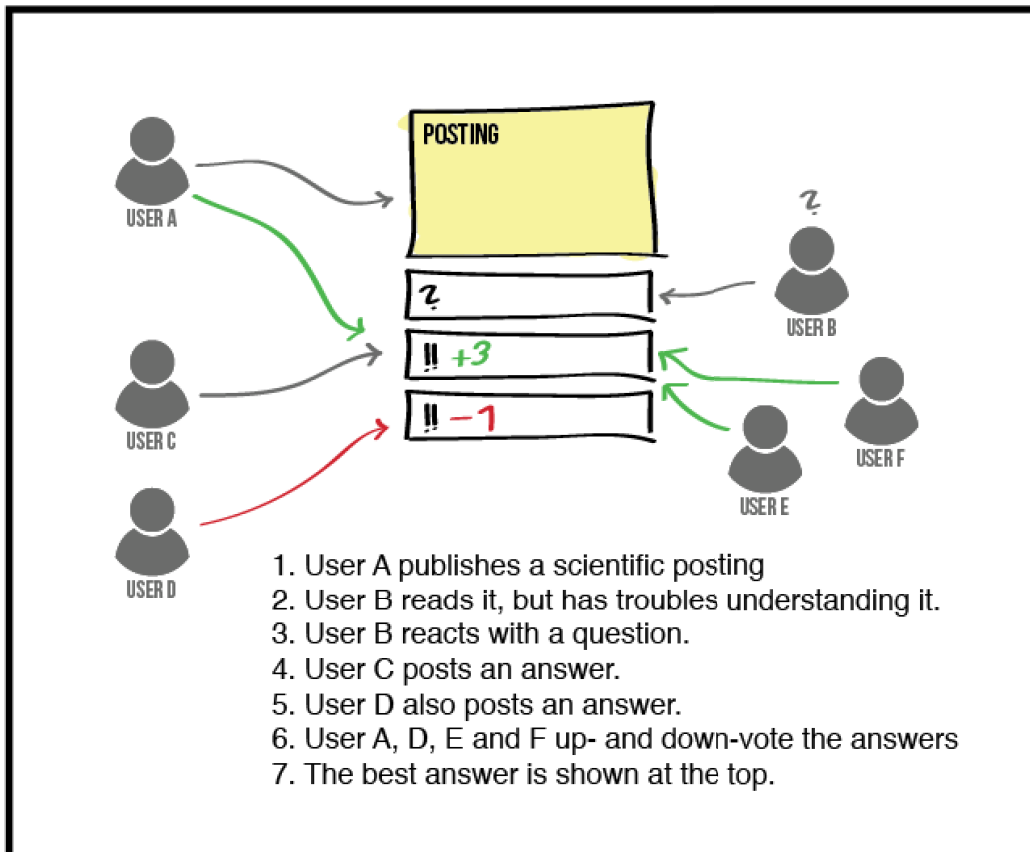 POSTING
USER A
?
?
USER B
!! +3
!! -1
USER C
USER F
USER E
USER D
1. User A publishes a scientific posting
2. User B reads it, but has troubles understanding it.
3. User B reacts with a question.
4. User C posts an answer.
5. User D also posts an answer.
6. User A, D, E and F up- and down-vote the answers
7. The best answer is shown at the top.